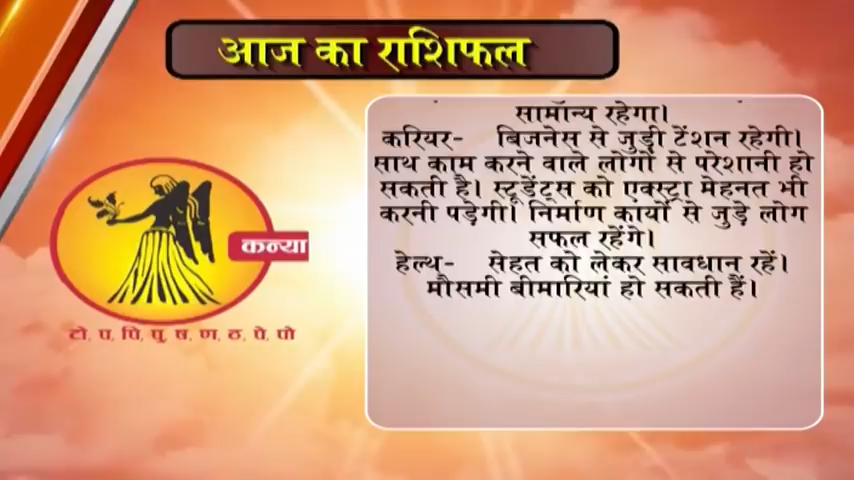 आज का राशिफल
सामान्य रहेगा।
करियर- बिजनेस से जुड़ी टेंशन रहेगी।
साथ काम करने वाले लोगों से परेशानी हो
सकती है। स्टूडेंट्स को एक्स्ट्रा मेहनत भी
करनी पड़ेगी। निर्माण कार्यों से जुड़े लोग
सफल रहेंगे।
हेल्थ- सेहत को लेकर सावधान रहें।
मौसमी बीमारियां हो सकती हैं।
कन्या
टो, प, पि, पु, ष, ण, ठ, पे, पो